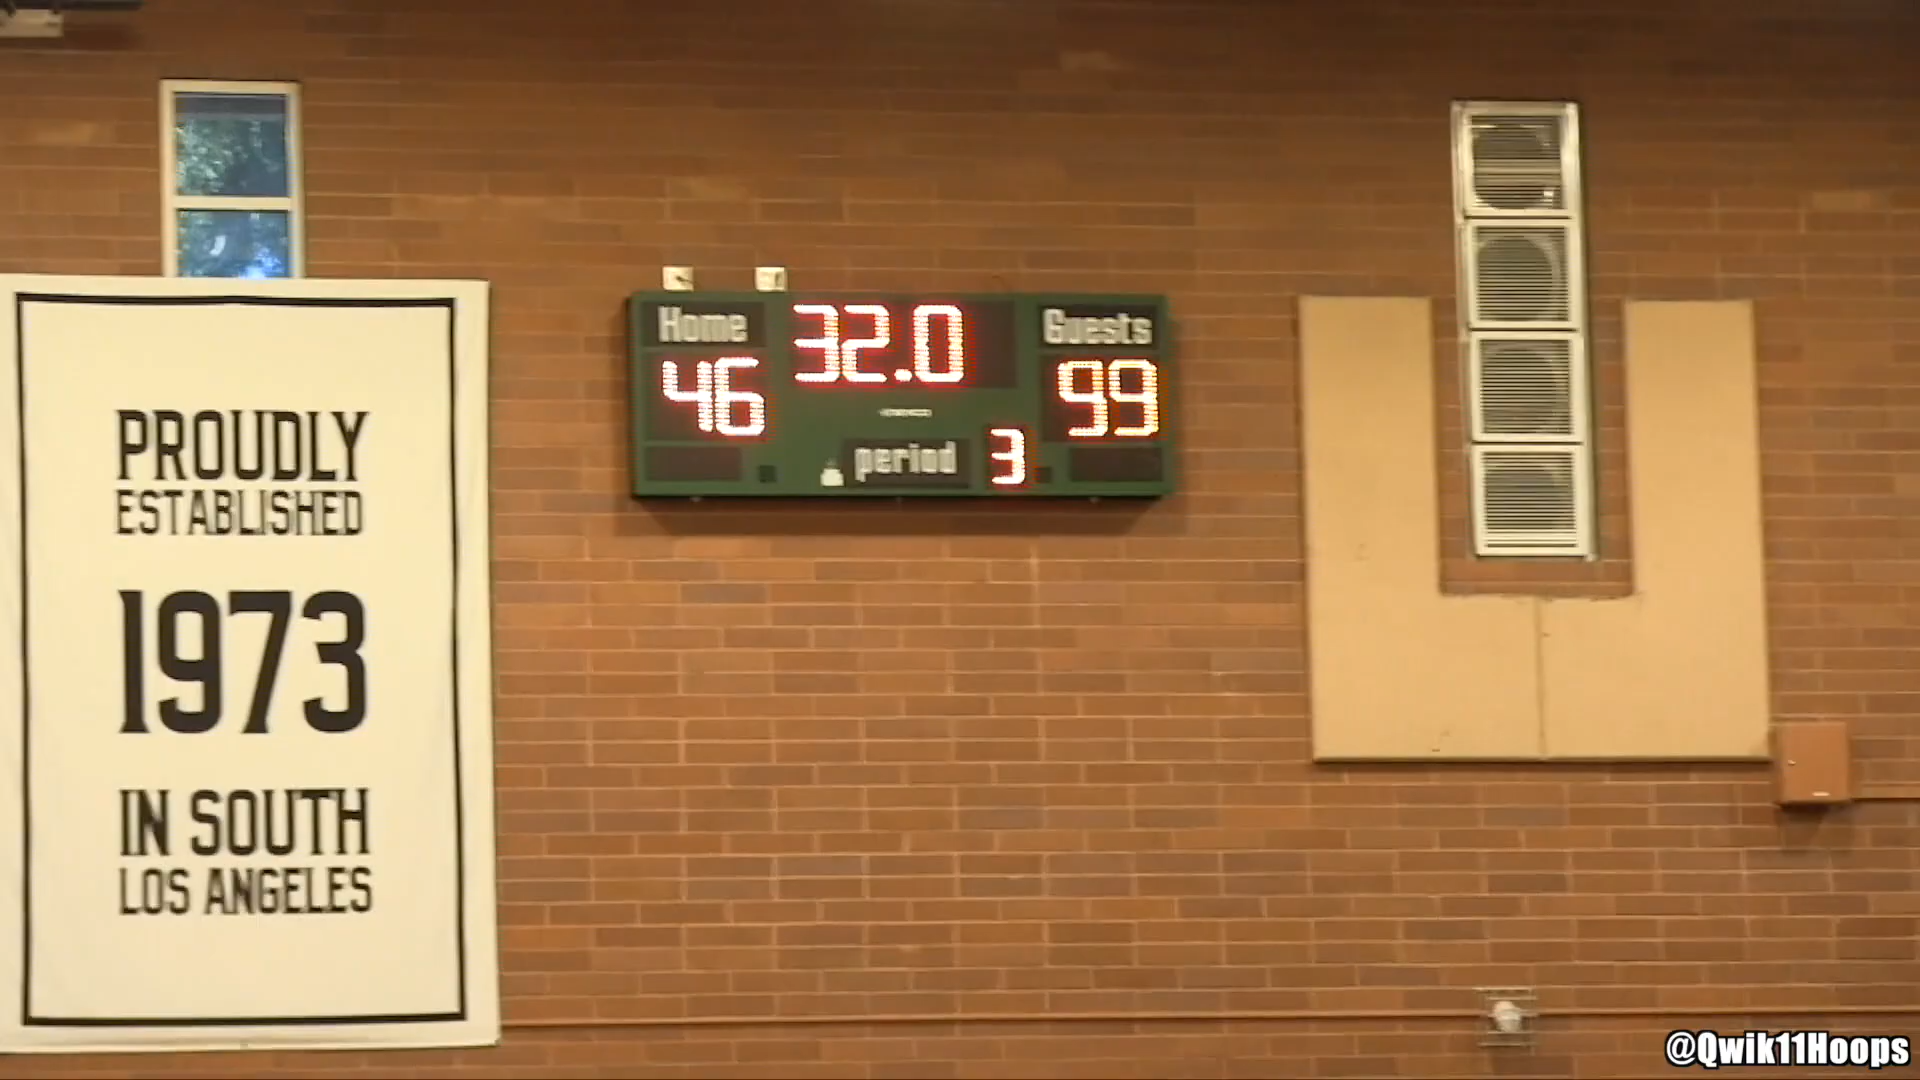 PROUDLY
ESTABLISHED
1973
IN SOUTH
LOS ANGELES
Home
32.0
Guests
46
99
period 3
@Qwik11Hoops